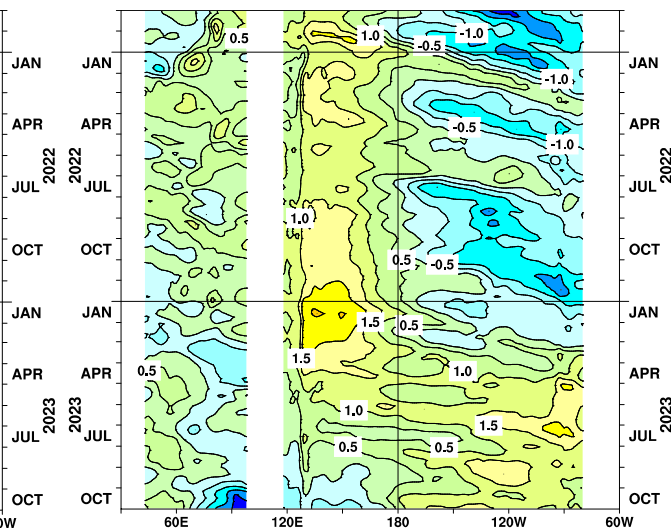 0.5 1.0 -0.5 -1.0
JAN JAN JAN
-1.0
APR APR APR
-0.5
-1.0
2022 2022 2022
JUL JUL JUL
1.0
OCT OCT OCT
0.5 -0.5
JAN JAN JAN
1.5 0.5
1.5
APR APR APR
0.5 1.0
1.0
2023 2023 2023
1.5
JUL JUL JUL
0.5 0.5
OCT OCT OCT
0W 60E 120E 180 120W 60W